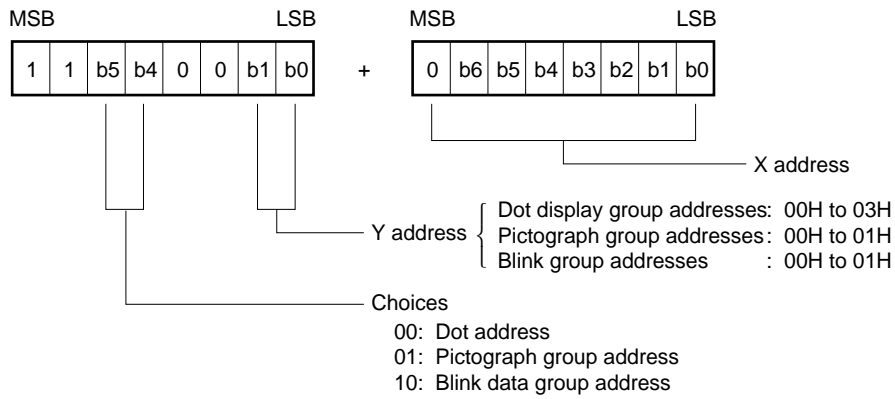 MSB LSB MSB LSB
1 1 b5 b4 0 0 b1 b0 + 0 b6 b5 b4 b3 b2 b1 b0
X address
Dot display group addresses: 00H to 03H
Y address { Pictograph group addresses: 00H to 01H
Blink group addresses : 00H to 01H
Choices
00: Dot address
01: Pictograph group address
10: Blink data group address